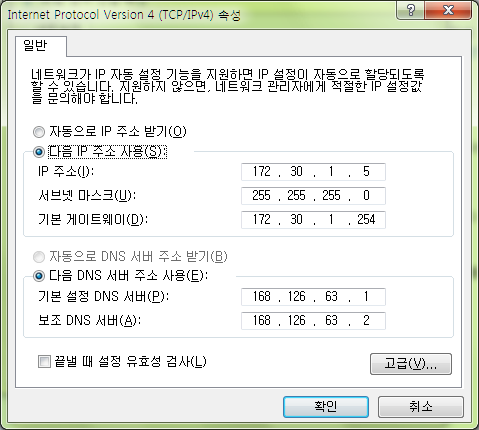 Internet Protocol Version 4 (TCP/IPv4) 속성
일반
네트워크가 IP 자동 설정 기능을 지원하면 IP 설정이 자동으로 할당되도록
할 수 있습니다. 지원하지 않으면, 네트워크 관리자에게 적절한 IP 설정값
을 문의해야 합니다.
자동으로 IP 주소 받기(O)
다음 IP 주소 사용(S):
IP 주소(I): 172 . 30 . 1 . 5
서브넷 마스크(U): 255 . 255 . 255 . 0
기본 게이트웨이(D): 172 . 30 . 1 . 254
자동으로 DNS 서버 주소 받기(B)
다음 DNS 서버 주소 사용(E):
기본 설정 DNS 서버(P): 168 . 126 . 63 . 1
보조 DNS 서버(A): 168 . 126 . 63 . 2
끝낼 때 설정 유효성 검사(L)
고급(V)...
확인 취소